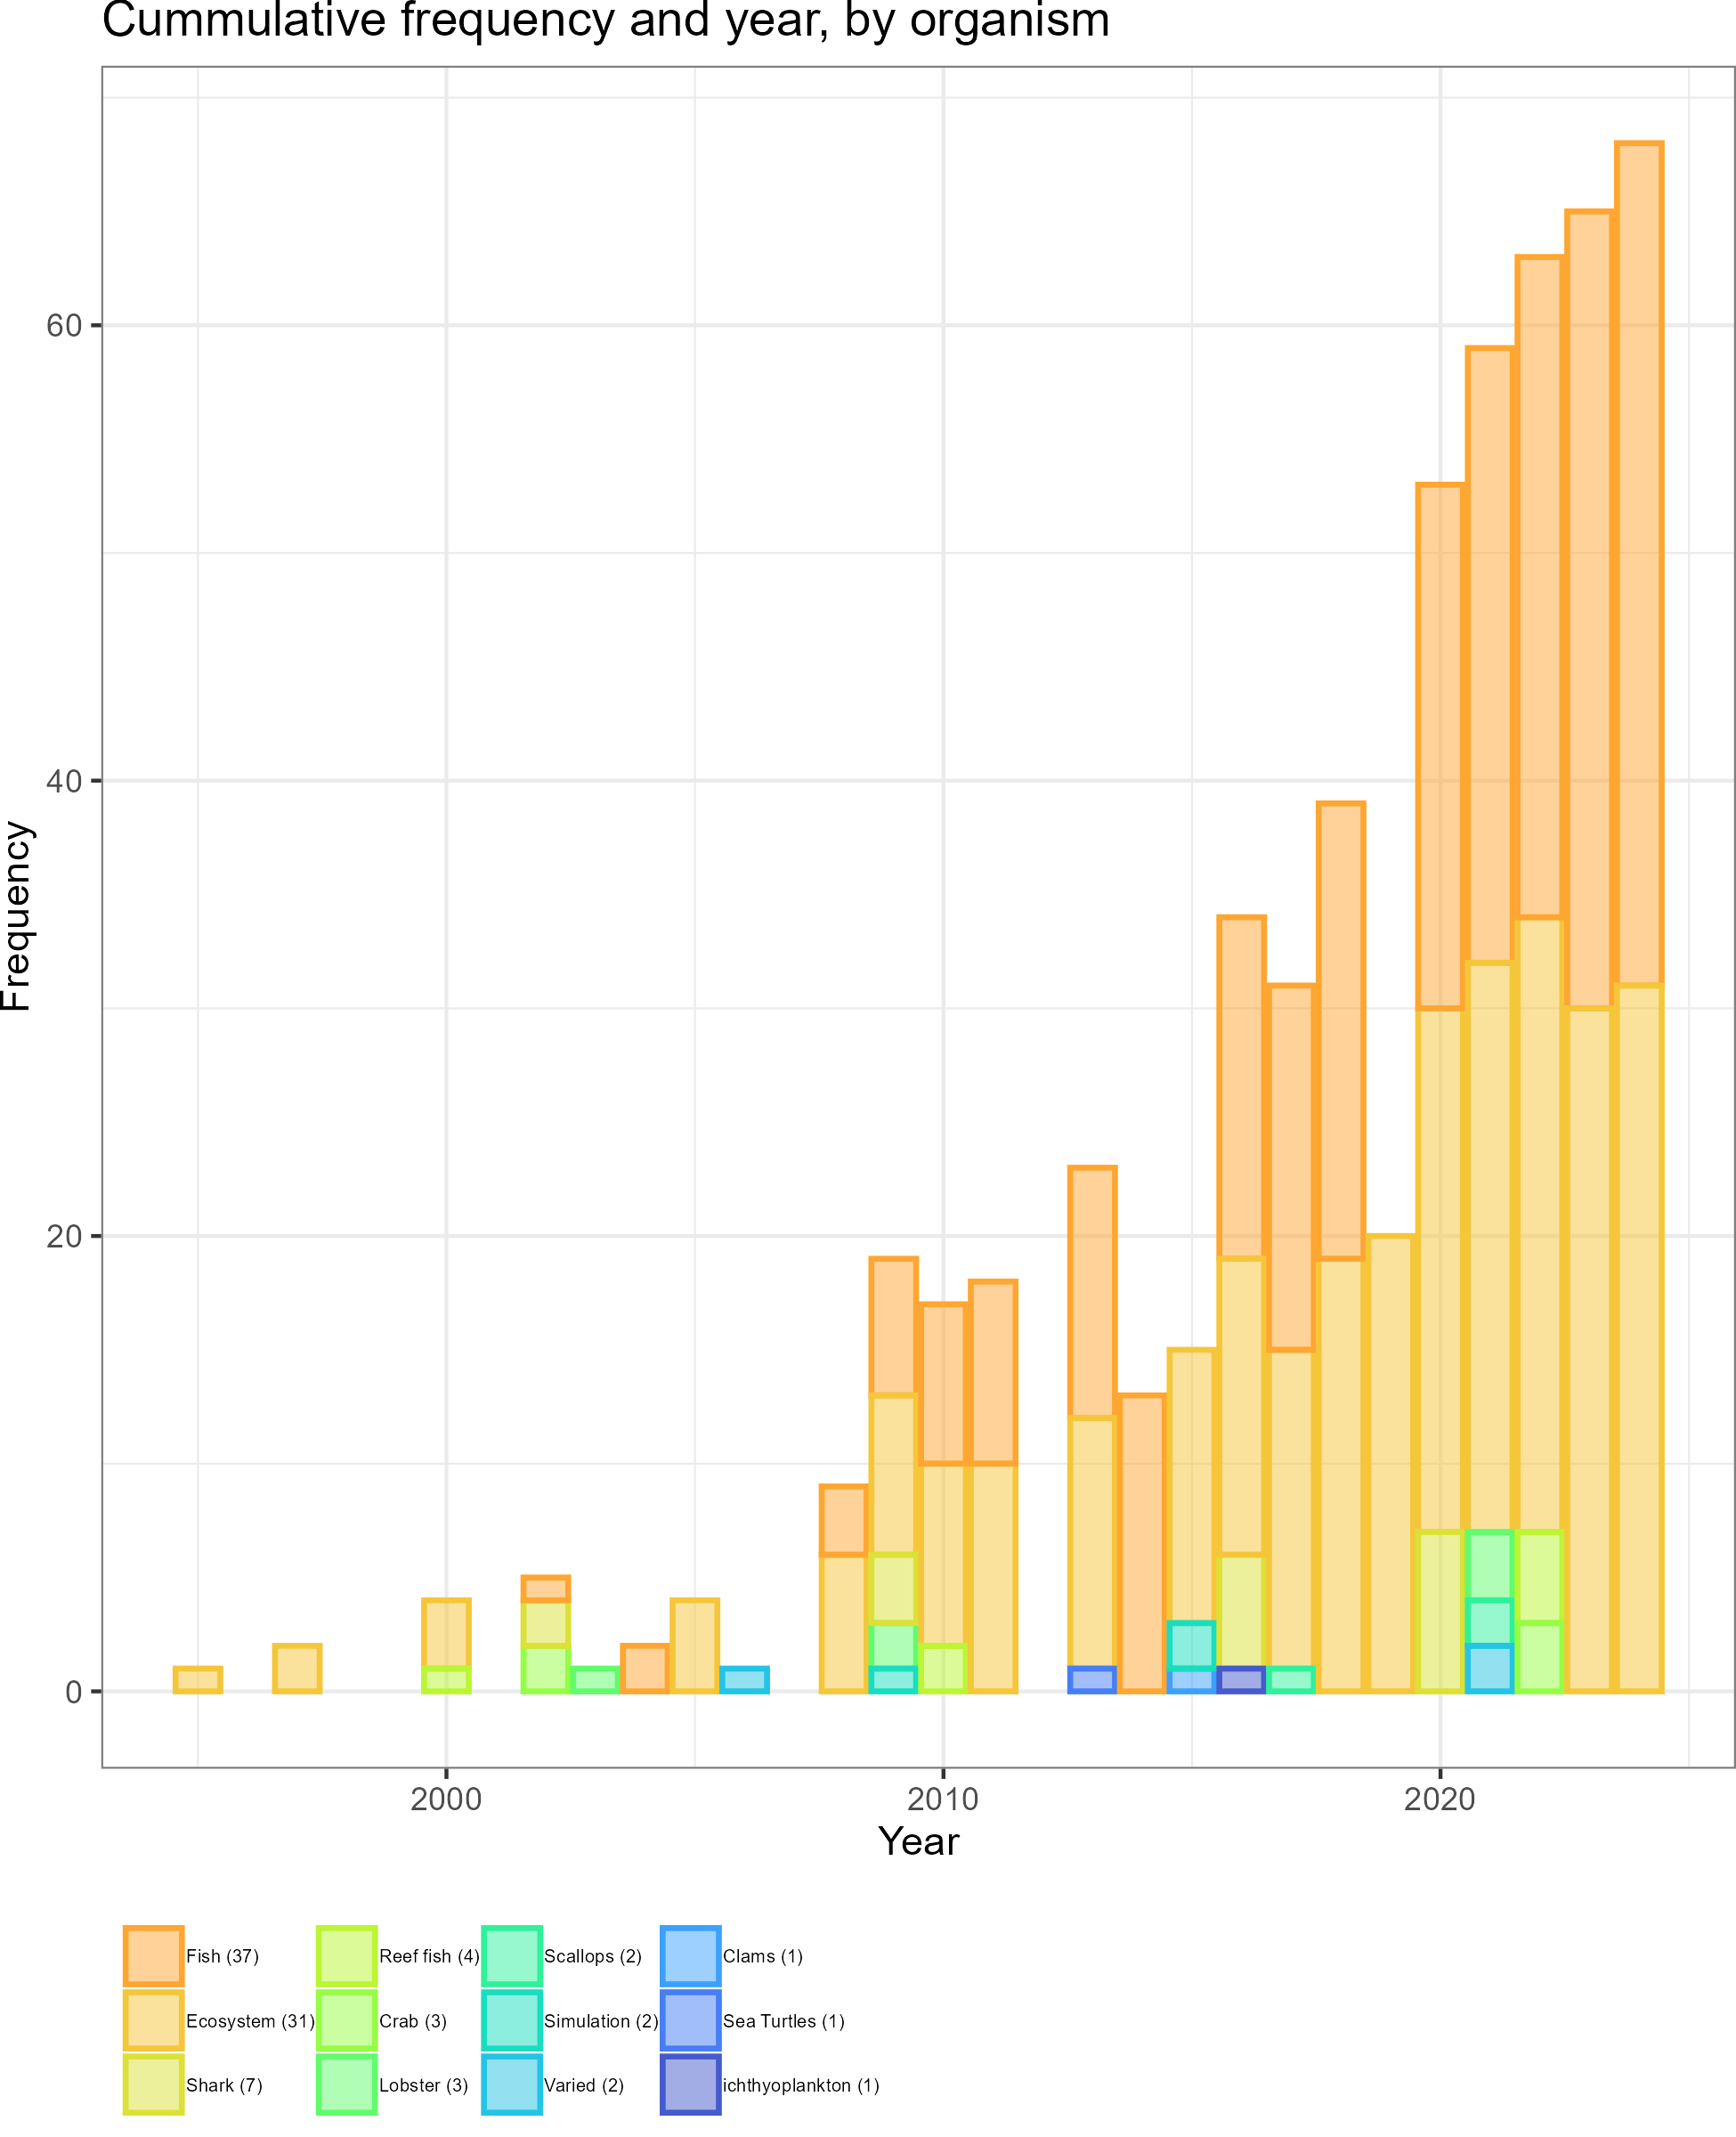 Cummulative frequency and year, by organism
Frequency
60
40
20
0
2000 2010 2020
Year
Fish (37) Reef fish (4) Scallops (2) Clams (1)
Ecosystem (31) Crab (3) Simulation (2) Sea Turtles (1)
Shark (7) Lobster (3) Varied (2) ichthyoplankton (1)